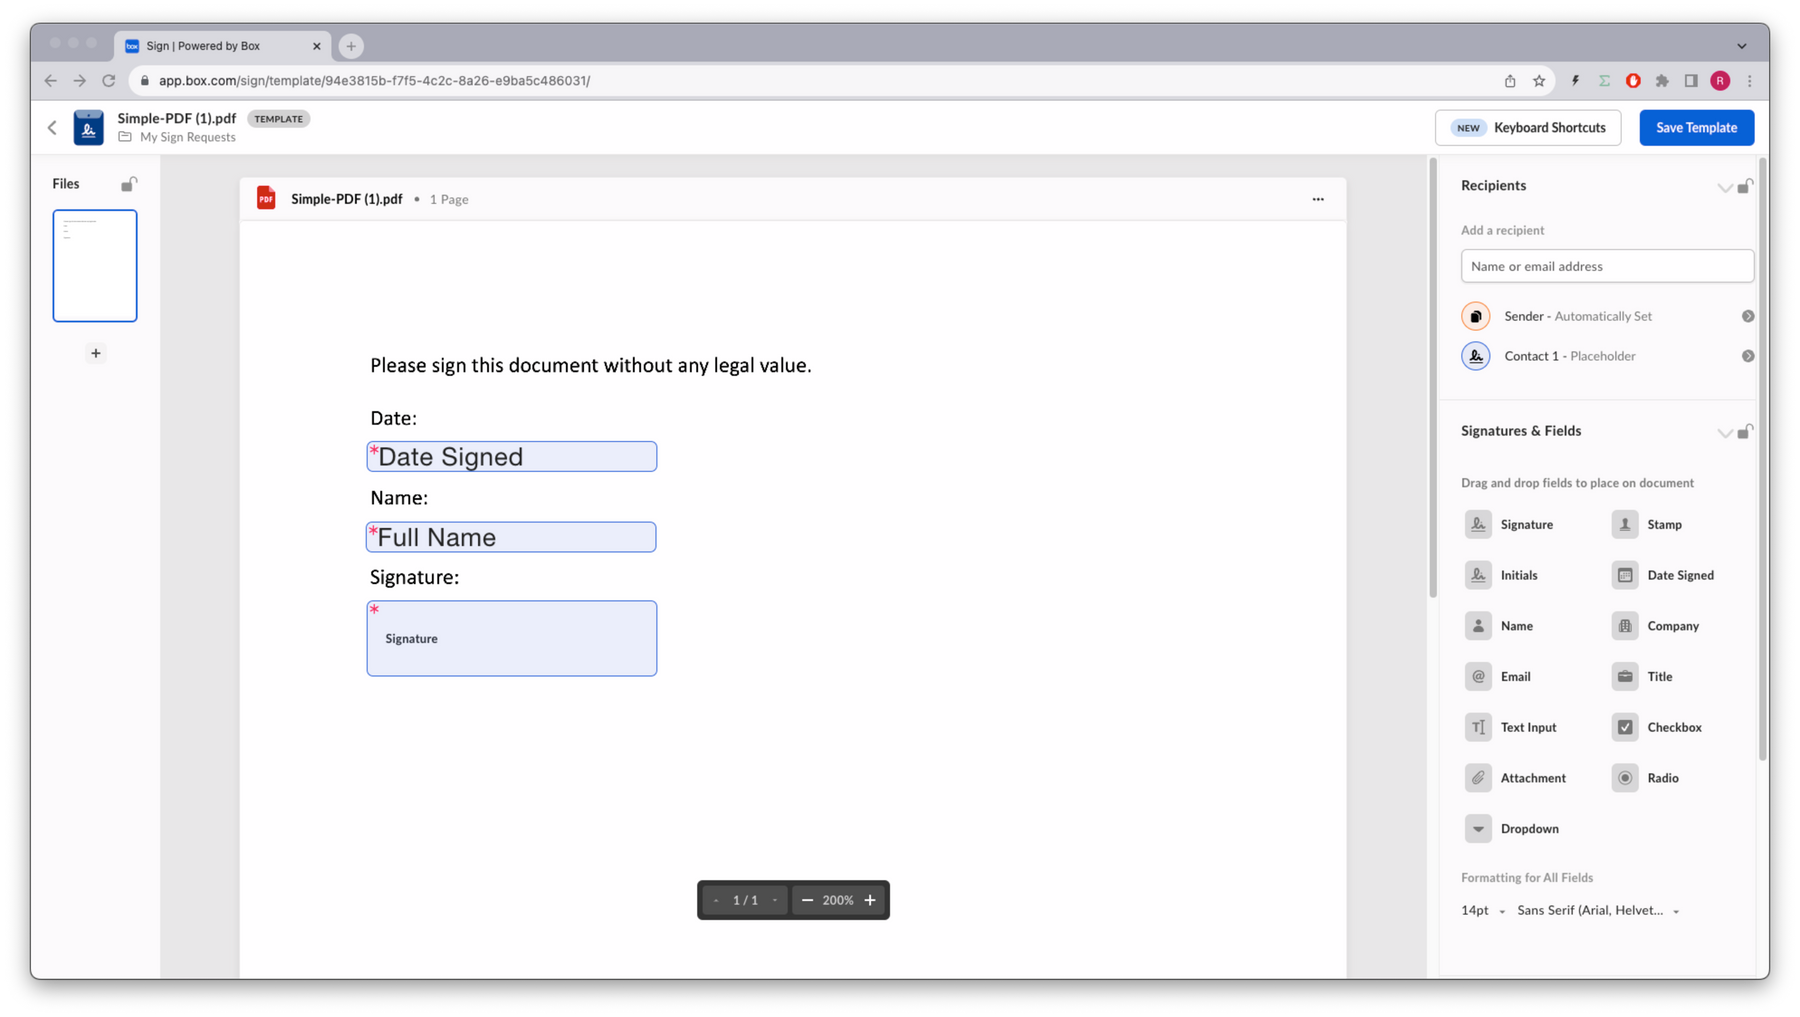 Sign | Powered by Box
app.box.com/sign/template/94e3815b-f7f5-4c2c-8a26-e9ba5c486031/
R
Simple-PDF (1).pdf TEMPLATE
My Sign Requests
NEW Keyboard Shortcuts
Save Template
Files
PDF Simple-PDF (1).pdf • 1 Page
Please sign this document without any legal value.
Date:
*Date Signed
Name:
*Full Name
Signature:
*
Signature
1 / 1
200%
Recipients
Add a recipient
Name or email address
Sender - Automatically Set
Contact 1 - Placeholder
Signatures & Fields
Drag and drop fields to place on document
Signature Stamp
Initials Date Signed
Name Company
Email Title
Text Input Checkbox
Attachment Radio
Dropdown
Formatting for All Fields
14pt Sans Serif (Arial, Helvet...